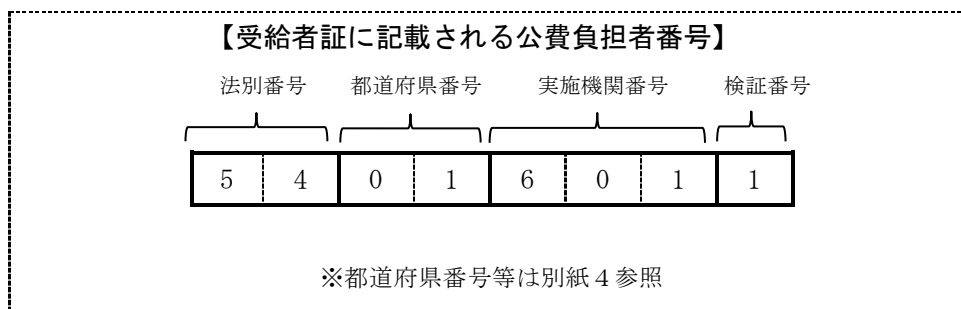 【受給者証に記載される公費負担者番号】
法別番号 都道府県番号 実施機関番号 検証番号
5 4 0 1 6 0 1 1
※都道府県番号等は別紙４参照